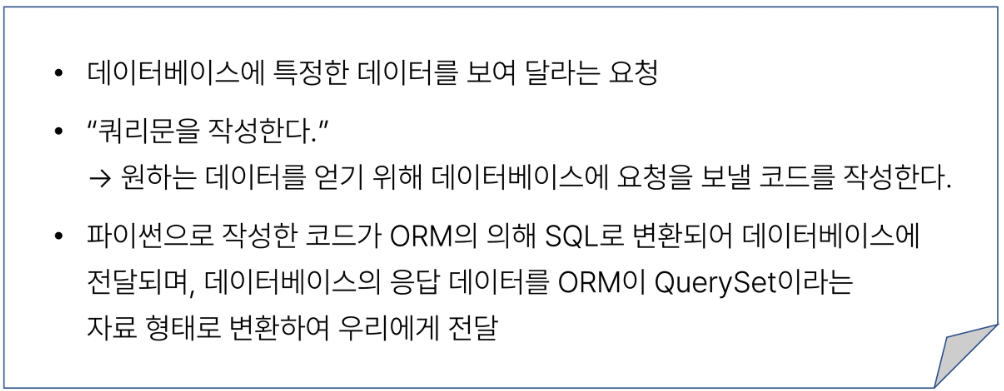 • 데이터베이스에 특정한 데이터를 보여 달라는 요청
• “쿼리문을 작성한다.”
→ 원하는 데이터를 얻기 위해 데이터베이스에 요청을 보낼 코드를 작성한다.
• 파이썬으로 작성한 코드가 ORM의 의해 SQL로 변환되어 데이터베이스에
전달되며, 데이터베이스의 응답 데이터를 ORM이 QuerySet이라는
자료 형태로 변환하여 우리에게 전달